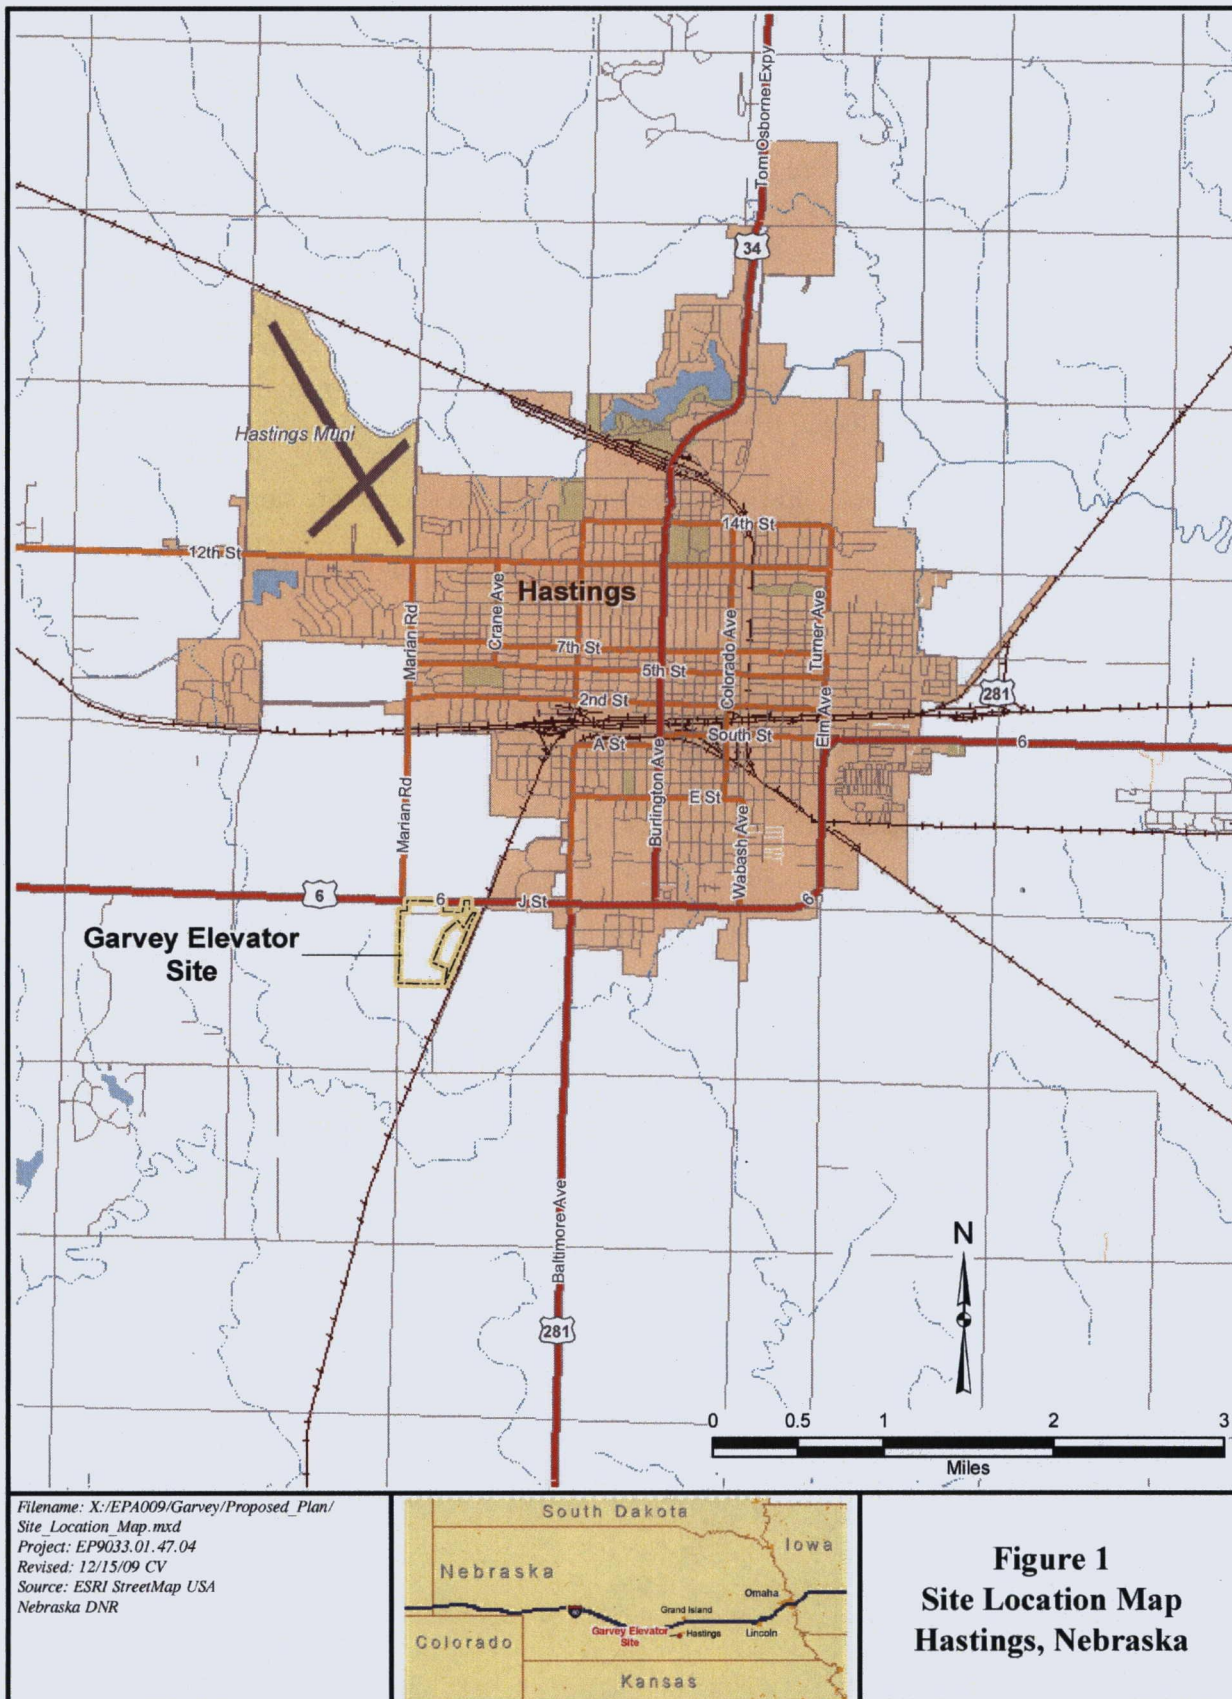 Tom Osborne Expy
34
Hastings Muni
14th St
12th St
Hastings
Crane Ave
Marian Rd
Colorado Ave
Turner Ave
7th St
5th St
281
2nd St
South St
Elm Ave
6
A St
Burlington Ave
Marian Rd
E St
Wabash Ave
6
6
J St
6
Garvey Elevator
Site
Baltimore Ave
281
N
0 0.5 1 2 3
Miles
Filename: X:/EPA009/Garvey/Proposed_Plan/
Site_Location_Map.mxd
Project: EP9033.01.47.04
Revised: 12/15/09 CV
Source: ESRI StreetMap USA
Nebraska DNR
South Dakota
Iowa
Nebraska
Omaha
Grand Island
Garvey Elevator
Site
Hastings
Lincoln
Colorado
Kansas
Figure 1
Site Location Map
Hastings, Nebraska